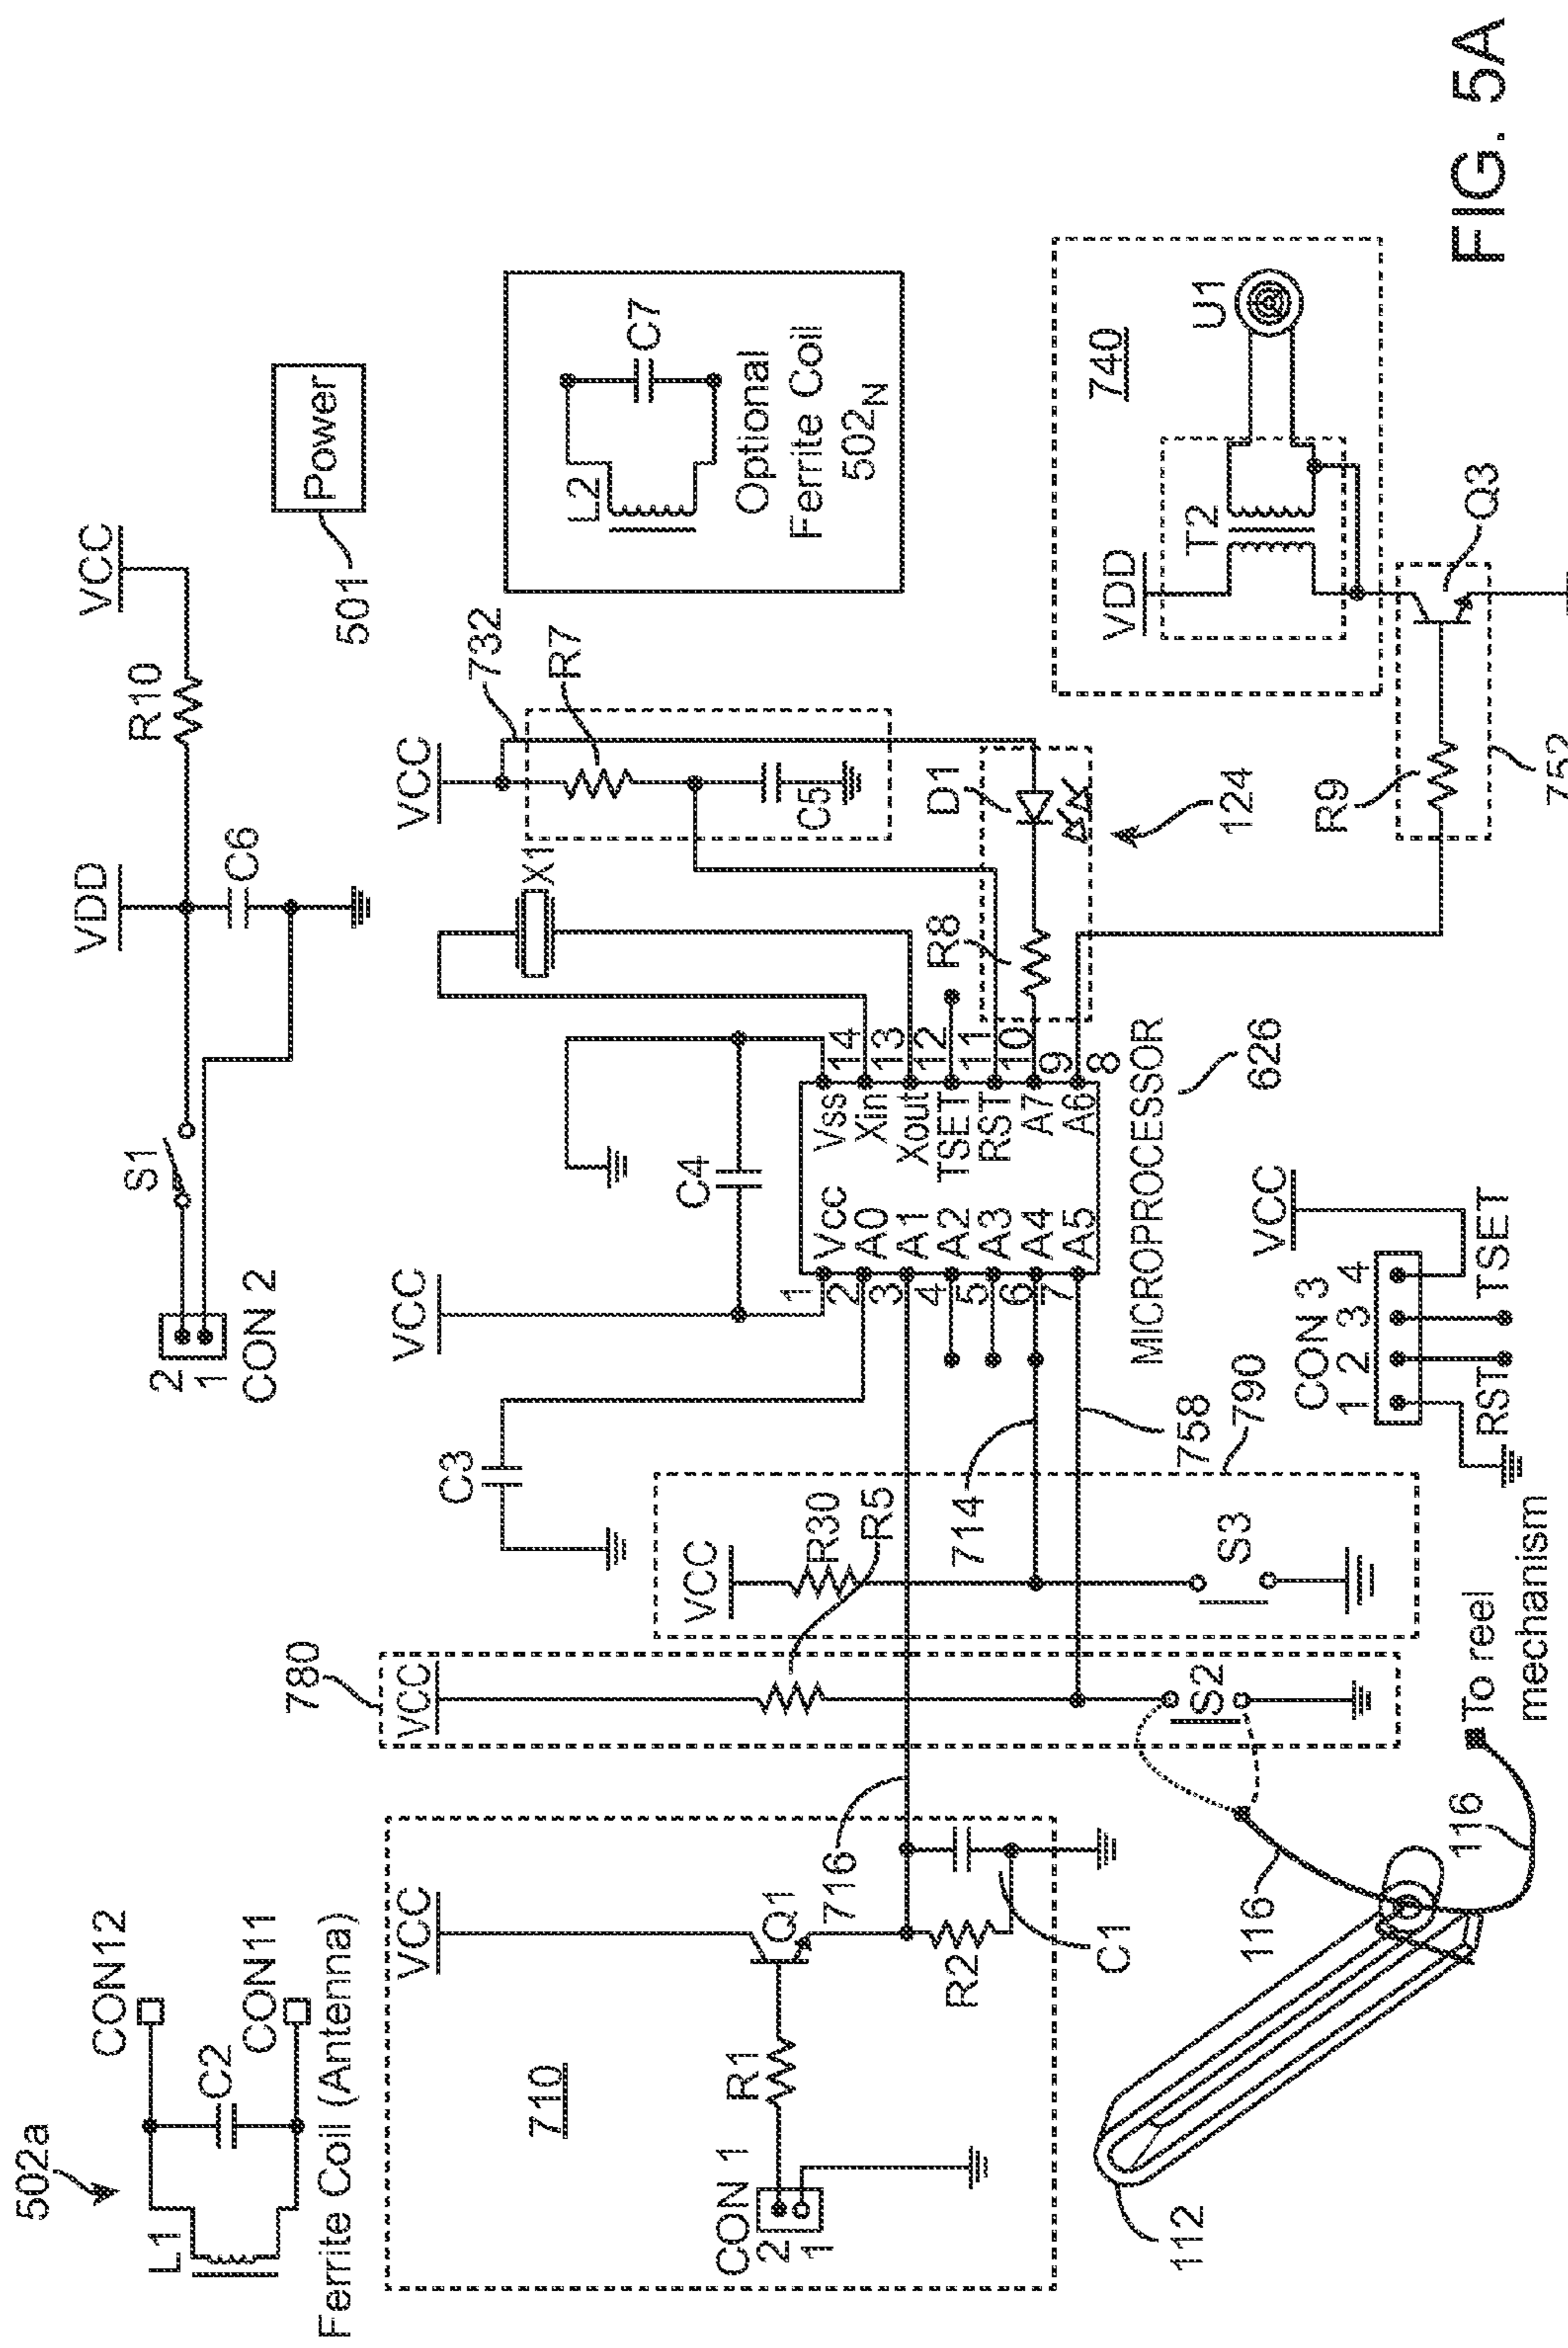 502a
L1
C2
CON12
CON11
Ferrite Coil (Antenna)
2
1
CON 2
S1
VDD
C6
R10
VCC
501
Power
710
CON 1
2
1
R1
VCC
Q1
716
R2
C1
780
VCC
R5
S2
VCC
R30
S3
790
714
758
C3
VCC
C4
1
2
3
4
5
6
7
Vcc
A0
A1
A2
A3
A4
A5
Vss
Xin
Xout
TSET
RST
A7
A6
14
13
12
11
10
9
8
MICROPROCESSOR
626
X1
VCC
732
R7
C5
R8
D1
124
L2
C7
Optional
Ferrite Coil
502N
740
VDD
T2
U1
Q3
R9
752
112
116
116
To reel
mechanism
CON 3
1
2
3
4
RST
TSET
VCC
FIG. 5A